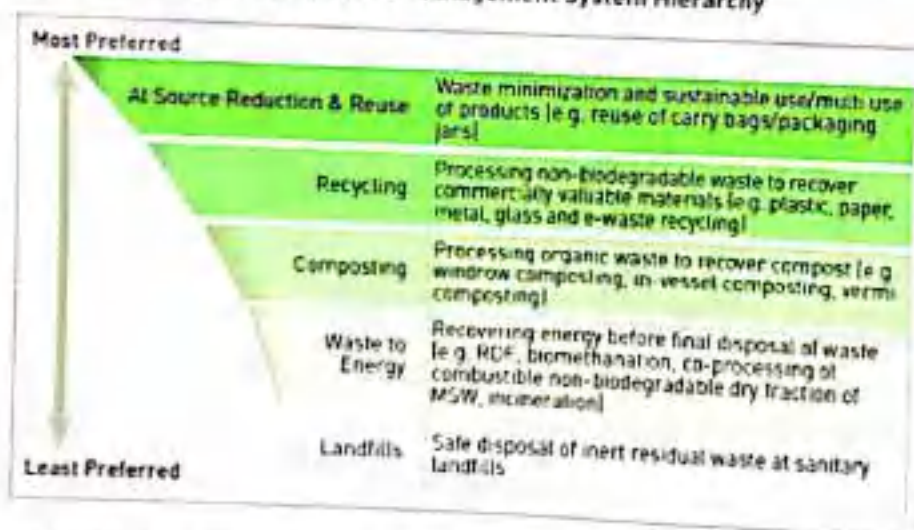 Management System Hierarchy
Most Preferred
At Source Reduction & Reuse
Waste minimization and sustainable use/multi use
of products (e.g. reuse of carry bags/packaging
jars)
Recycling
Processing non-biodegradable waste to recover
commercially valuable materials (e.g. plastic, paper,
metal, glass and e-waste recycling)
Composting
Processing organic waste to recover compost (e.g.
windrow composting, in-vessel composting, vermi
composting)
Waste to
Energy
Recovering energy before final disposal of waste
(e.g. RDF, biomethanation, co-processing of
combustible non-biodegradable dry fraction of
MSW, incineration)
Landfills
Safe disposal of inert residual waste at sanitary
landfills
Least Preferred